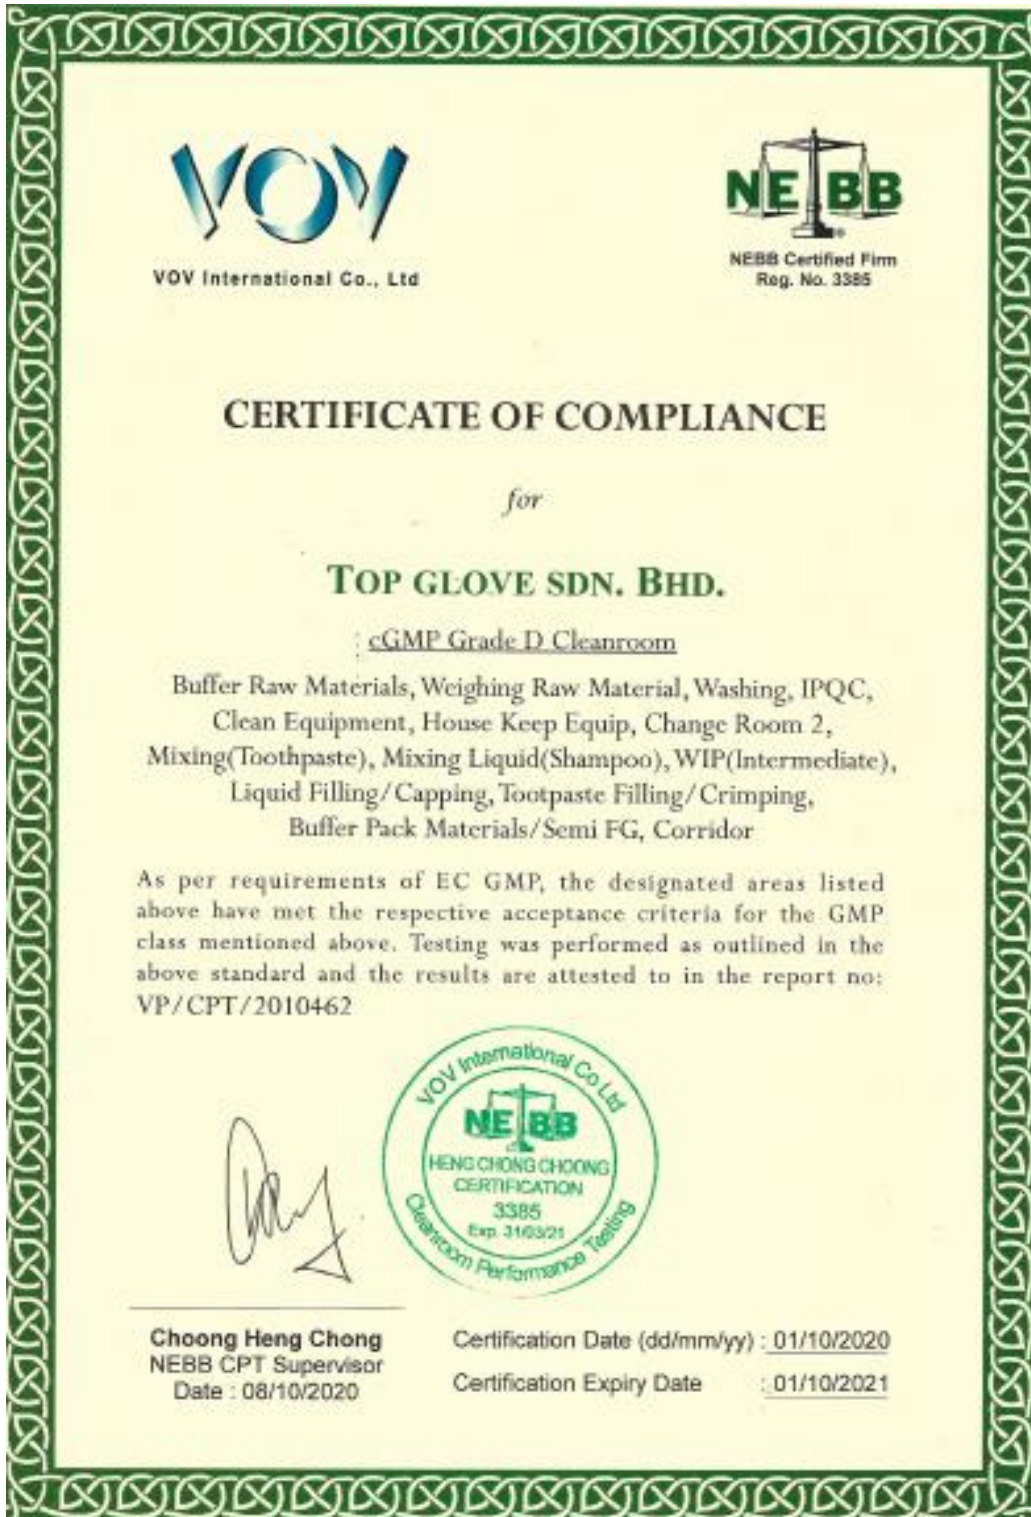 VOV
VOV International Co., Ltd
NEBB
NEBB Certified Firm
Reg. No. 3385
CERTIFICATE OF COMPLIANCE
for
TOP GLOVE SDN. BHD.
cGMP Grade D Cleanroom
Buffer Raw Materials, Weighing Raw Material, Washing, IPQC,
Clean Equipment, House Keep Equip, Change Room 2,
Mixing(Toothpaste), Mixing Liquid(Shampoo), WIP(Intermediate),
Liquid Filling/Capping, Tootpaste Filling/Crimping,
Buffer Pack Materials/Semi FG, Corridor
As per requirements of EC GMP, the designated areas listed
above have met the respective acceptance criteria for the GMP
class mentioned above. Testing was performed as outlined in the
above standard and the results are attested to in the report no:
VP/CPT/2010462
VOV International Co Ltd
NEBB
HENG CHONG CHOONG
CERTIFICATION
3385
Exp. 31/03/21
Cleanroom Performance Testing
Choong Heng Chong
NEBB CPT Supervisor
Date : 08/10/2020
Certification Date (dd/mm/yy) : 01/10/2020
Certification Expiry Date : 01/10/2021